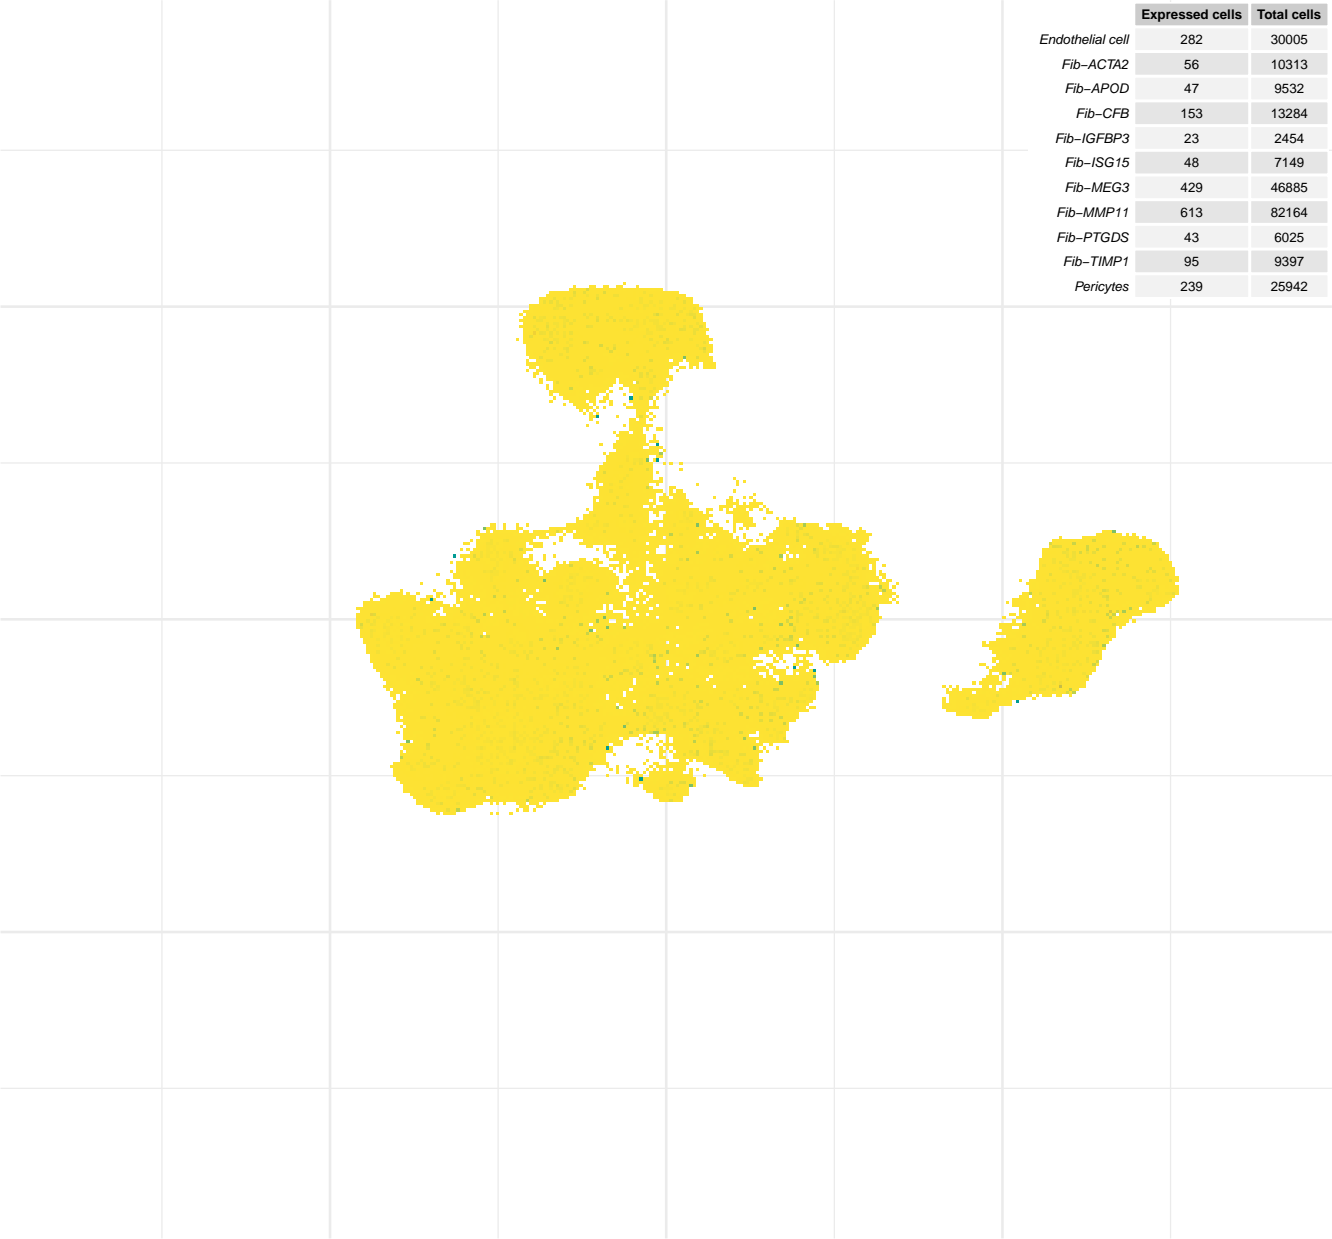 Expressed cells Total cells
Endothelial cell 282 30005
Fib−ACTA2 56 10313
Fib−APOD 47 9532
Fib−CFB 153 13284
Fib−IGFBP3 23 2454
Fib−ISG15 48 7149
Fib−MEG3 429 46885
Fib−MMP11 613 82164
Fib−PTGDS 43 6025
Fib−TIMP1 95 9397
Pericytes 239 25942